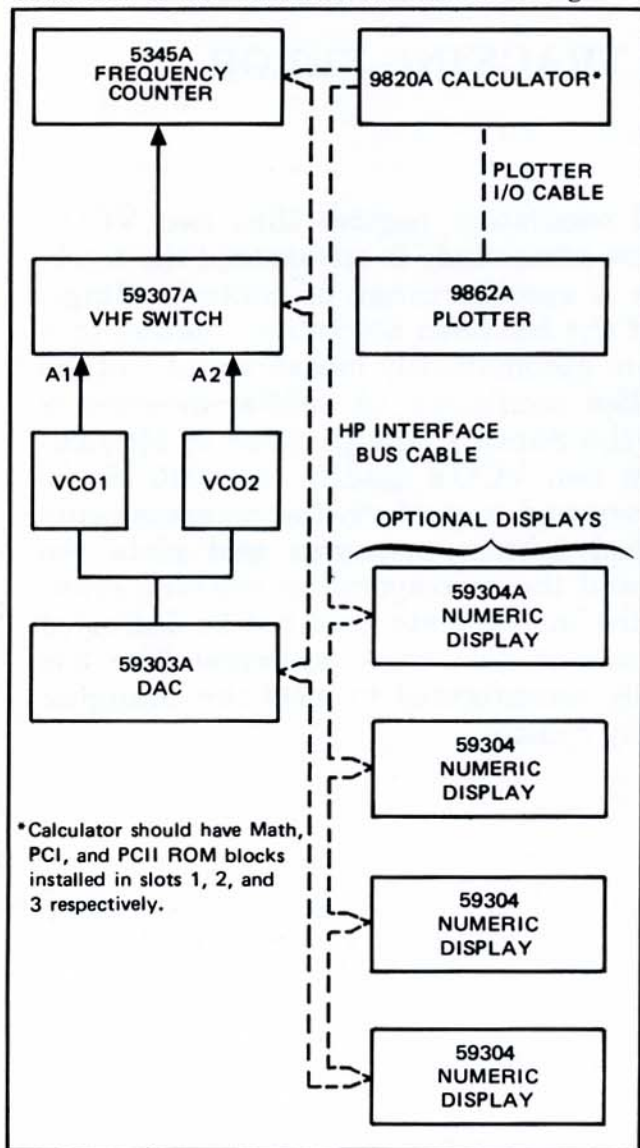 5345A
FREQUENCY
COUNTER
9820A CALCULATOR*
PLOTTER
I/O CABLE
59307A
VHF SWITCH
9862A
PLOTTER
A1
A2
HP INTERFACE
BUS CABLE
VCO1
VCO2
OPTIONAL DISPLAYS
59304A
NUMERIC
DISPLAY
59303A
DAC
59304
NUMERIC
DISPLAY
*Calculator should have Math,
PCI, and PCII ROM blocks
installed in slots 1, 2, and
3 respectively.
59304
NUMERIC
DISPLAY
59304
NUMERIC
DISPLAY